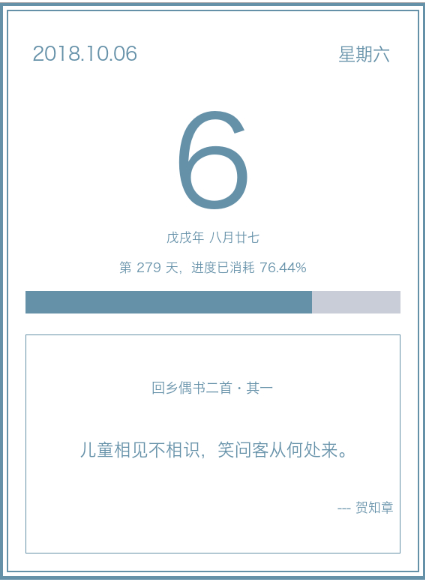 2018.10.06 星期六
6
戊戌年 八月廿七
第 279 天，进度已消耗 76.44%
回乡偶书二首·其一
儿童相见不相识，笑问客从何处来。
--- 贺知章